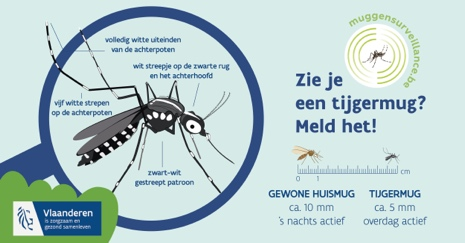 volledig witte uiteinden
van de achterpoten
wit streepje op de zwarte rug
en het achterhoofd
vijf witte strepen
op de achterpoten
zwart-wit
gestreept patroon
muggensurveillance.be
Zie je
een tijgermug?
Meld het!
0 1 cm
GEWONE HUISMUG
ca. 10 mm
's nachts actief
TIJGERMUG
ca. 5 mm
overdag actief
Vlaanderen
is zorgzaam en
gezond samenleven